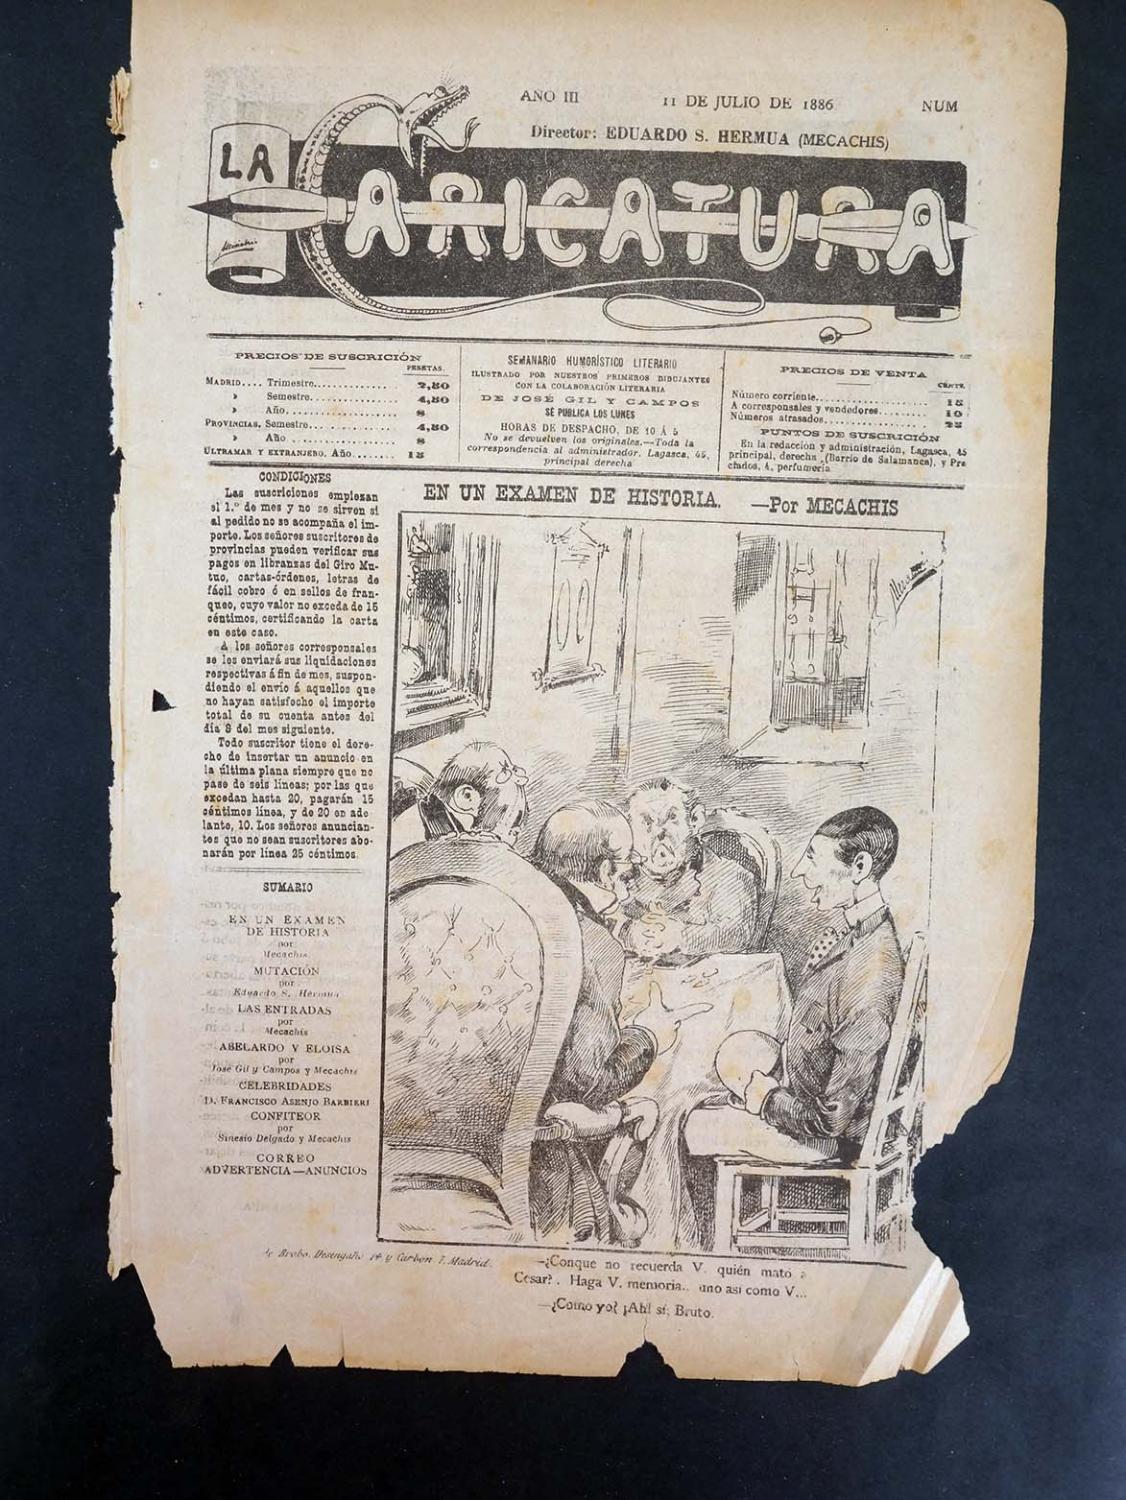 AÑO III 11 DE JULIO DE 1886 NUM
Director: EDUARDO S. HERMUA (MECACHIS)
LA CARICATURA
PRECIOS DE SUSCRICIÓN
PESETAS.
MADRID.... Trimestre.............. 2,50
» Semestre.............. 4,50
» Año.................... 8
PROVINCIAS. Semestre............ 4,50
» Año .................. 8
ULTRAMAR Y EXTRANJERO. Año.... 15
SEMANARIO HUMORÍSTICO LITERARIO
ILUSTRADO POR NUESTROS PRIMEROS DIBUJANTES
CON LA COLABORACIÓN LITERARIA
DE JOSÉ GIL Y CAMPOS
SE PUBLICA LOS LUNES
HORAS DE DESPACHO, DE 10 Á 5
No se devuelven los originales.—Toda la
correspondencia al administrador. Lagasca, 45,
principal derecha
PRECIOS DE VENTA
CÉNTS.
Número corriente.............. 15
A corresponsales y vendedores........ 10
Números atrasados.............. 25
PUNTOS DE SUSCRICIÓN
En la redacción y administración, Lagasca, 45
principal, derecha, (Barrio de Salamanca), y Pre
ciados, 4, perfumería
CONDICIONES
Las suscriciones empiezan
el 1.º de mes y no se sirven si
al pedido no se acompaña el im-
porte. Los señores suscritores de
provincias pueden verificar sus
pagos en libranzas del Giro Mu-
tuo, cartas-órdenes, letras de
fácil cobro ó en sellos de fran-
queo, cuyo valor no exceda de 15
céntimos, certificando la carta
en este caso.
Á los señores corresponsales
se les enviará sus liquidaciones
respectivas á fin de mes, suspen-
diendo el envío á aquellos que
no hayan satisfecho el importe
total de su cuenta antes del
día 8 del mes siguiente.
Todo suscritor tiene el dere-
cho de insertar un anuncio en
la última plana siempre que no
pase de seis líneas; por las que
excedan hasta 20, pagarán 15
céntimos línea, y de 20 en ade
lante, 10. Los señores anuncian-
tes que no sean suscritores abo-
narán por línea 25 céntimos.
SUMARIO
EN UN EXAMEN
DE HISTORIA
por
Mecachis
MUTACIÓN
por
Eduardo S. Hermua
LAS ENTRADAS
por
Mecachis
ABELARDO Y ELOISA
por
José Gil y Campos y Mecachis
CELEBRIDADES
D. FRANCISCO ASENJO BARBIERI
CONFITEOR
por
Sinesio Delgado y Mecachis
CORREO
ADVERTENCIA—ANUNCIOS
EN UN EXAMEN DE HISTORIA. —Por MECACHIS
Desengaño 14 y Carbón 7. Madrid.
—¿Conque no recuerda V. quién mató á
César?. Haga V. memoria.. uno así como V...
—¿Como yo? ¡Ah! sí; Bruto.